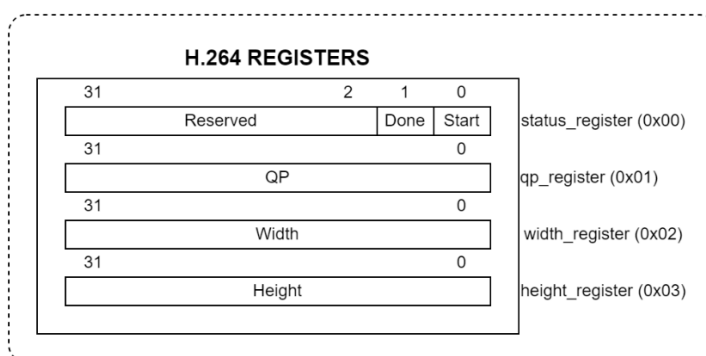 H.264 REGISTERS
31 2 1 0
Reserved Done Start status_register (0x00)
31 0
QP qp_register (0x01)
31 0
Width width_register (0x02)
31 0
Height height_register (0x03)